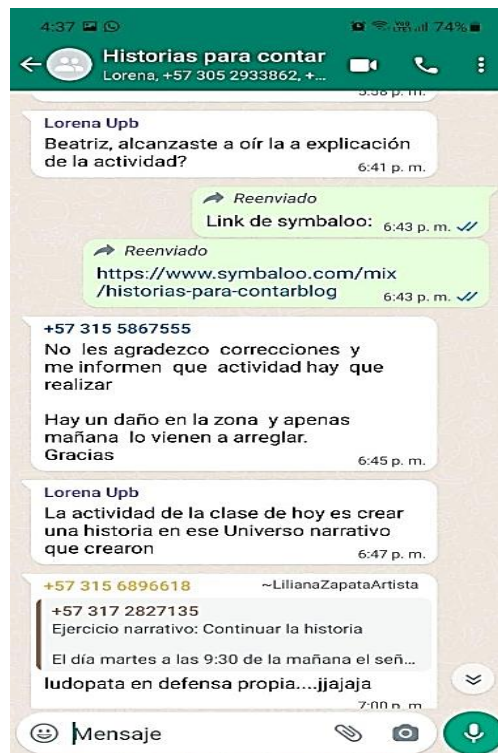 4:37 74%
Historias para contar
Lorena, +57 305 2933862, +...
5:58 p. m.
Lorena Upb
Beatriz, alcanzaste a oír la a explicación
de la actividad?
6:41 p. m.
Reenviado
Link de symbaloo:
6:43 p. m.
Reenviado
https://www.symbaloo.com/mix
/historias-para-contarblog
6:43 p. m.
+57 315 5867555
No les agradezco correcciones y
me informen que actividad hay que
realizar
Hay un daño en la zona y apenas
mañana lo vienen a arreglar.
Gracias
6:45 p. m.
Lorena Upb
La actividad de la clase de hoy es crear
una historia en ese Universo narrativo
que crearon
6:47 p. m.
+57 315 6896618 ~LilianaZapataArtista
+57 317 2827135
Ejercicio narrativo: Continuar la historia
El día martes a las 9:30 de la mañana el señ...
ludopata en defensa propia....jjajaja
7:00 p. m.
Mensaje